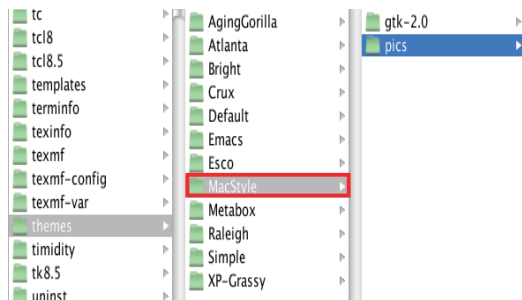 tc
tcl8
tcl8.5
templates
terminfo
texinfo
texmf
texmf-config
texmf-var
themes
timidity
tk8.5
uninst
AgingGorilla
Atlanta
Bright
Crux
Default
Emacs
Esco
MacStyle
Metabox
Raleigh
Simple
XP-Grassy
gtk-2.0
pics